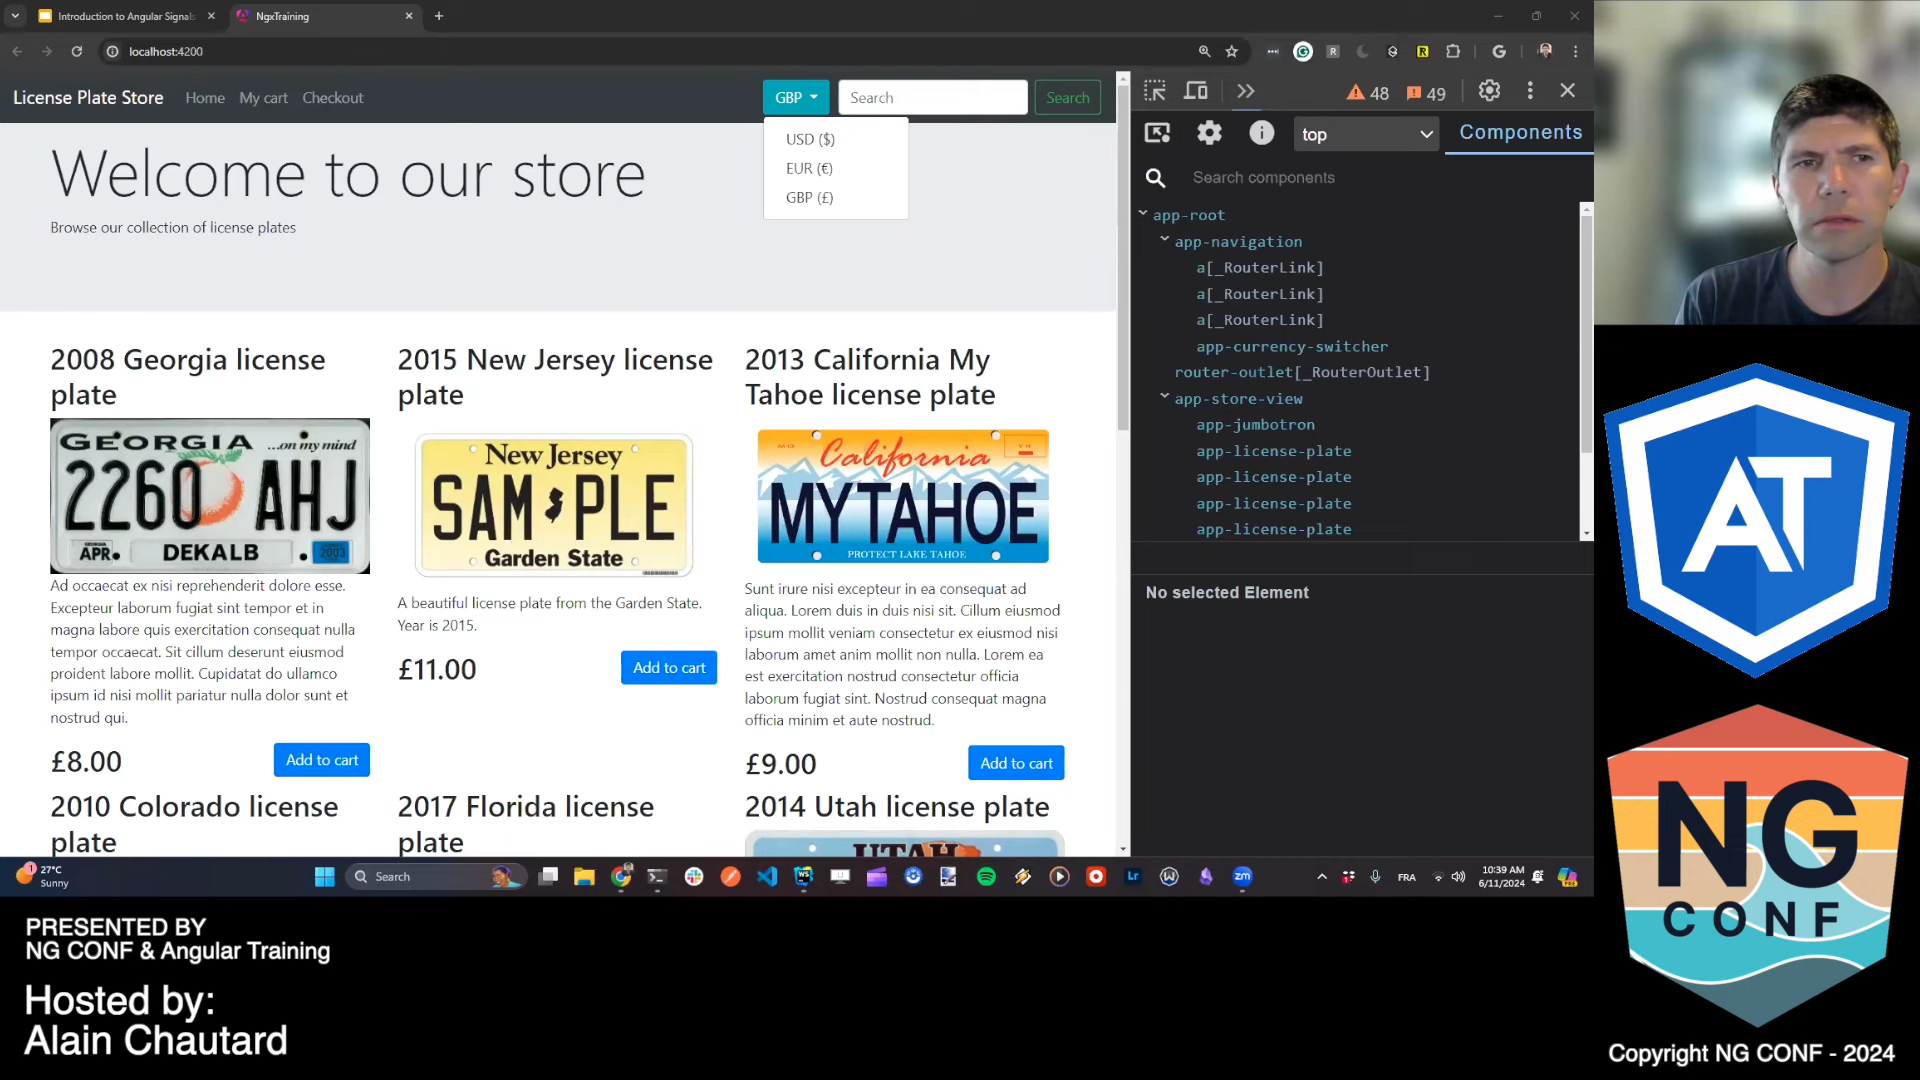 Introduction to Angular Signals
NgxTraining
localhost:4200
License Plate Store
Home
My cart
Checkout
GBP
Search
Search
USD ($)
EUR (€)
GBP (£)
Welcome to our store
Browse our collection of license plates
2008 Georgia license
plate
GEORGIA
...on my mind
2260 AHJ
APR
DEKALB
2003
Ad occaecat ex nisi reprehenderit dolore esse.
Excepteur laborum fugiat sint tempor et in
magna labore quis exercitation consequat nulla
tempor occaecat. Sit cillum deserunt eiusmod
proident labore mollit. Cupidatat do ullamco
ipsum id nisi mollit pariatur nulla dolor sunt et
nostrud qui.
£8.00
Add to cart
2015 New Jersey license
plate
New Jersey
SAM PLE
Garden State
A beautiful license plate from the Garden State.
Year is 2015.
£11.00
Add to cart
2013 California My
Tahoe license plate
California
MYTAHOE
PROTECT LAKE TAHOE
Sunt irure nisi excepteur in ea consequat ad
aliqua. Lorem duis in duis nisi sit. Cillum eiusmod
ipsum mollit veniam consectetur ex eiusmod nisi
laborum amet anim mollit non nulla. Lorem ea
est exercitation nostrud consectetur officia
laborum fugiat sint. Nostrud consequat magna
officia minim et aute nostrud.
£9.00
Add to cart
2010 Colorado license
plate
2017 Florida license
plate
2014 Utah license plate
UTAH
48
49
top
Components
Search components
app-root
app-navigation
a[_RouterLink]
a[_RouterLink]
a[_RouterLink]
app-currency-switcher
router-outlet[_RouterOutlet]
app-store-view
app-jumbotron
app-license-plate
app-license-plate
app-license-plate
app-license-plate
No selected Element
27°C
Sunny
Search
FRA
10:39 AM
6/11/2024
AT
NG
CONF
PRESENTED BY
NG CONF & Angular Training
Hosted by:
Alain Chautard
Copyright NG CONF - 2024